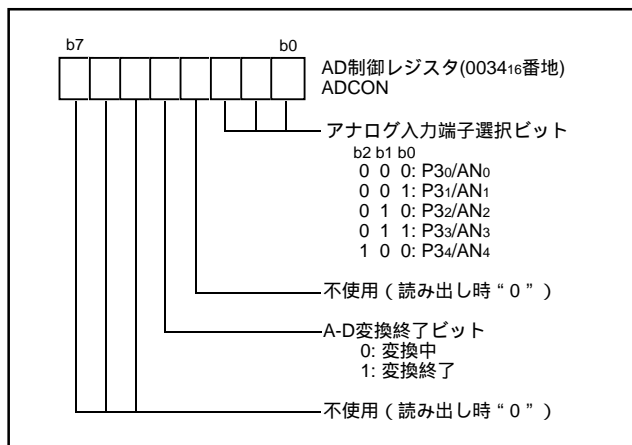 b7 b0
AD制御レジスタ(003416番地)
ADCON
アナログ入力端子選択ビット
b2 b1 b0
0 0 0: P30/AN0
0 0 1: P31/AN1
0 1 0: P32/AN2
0 1 1: P33/AN3
1 0 0: P34/AN4
不使用（読み出し時“0”）
A-D変換終了ビット
0: 変換中
1: 変換終了
不使用（読み出し時“0”）